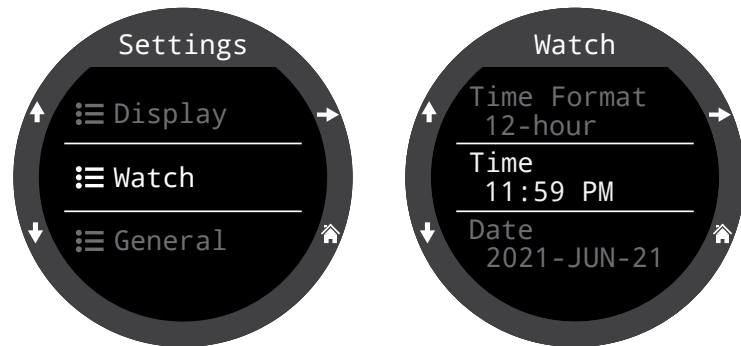 Settings
Display
Watch
General
Watch
Time Format
12-hour
Time
11:59 PM
Date
2021-JUN-21